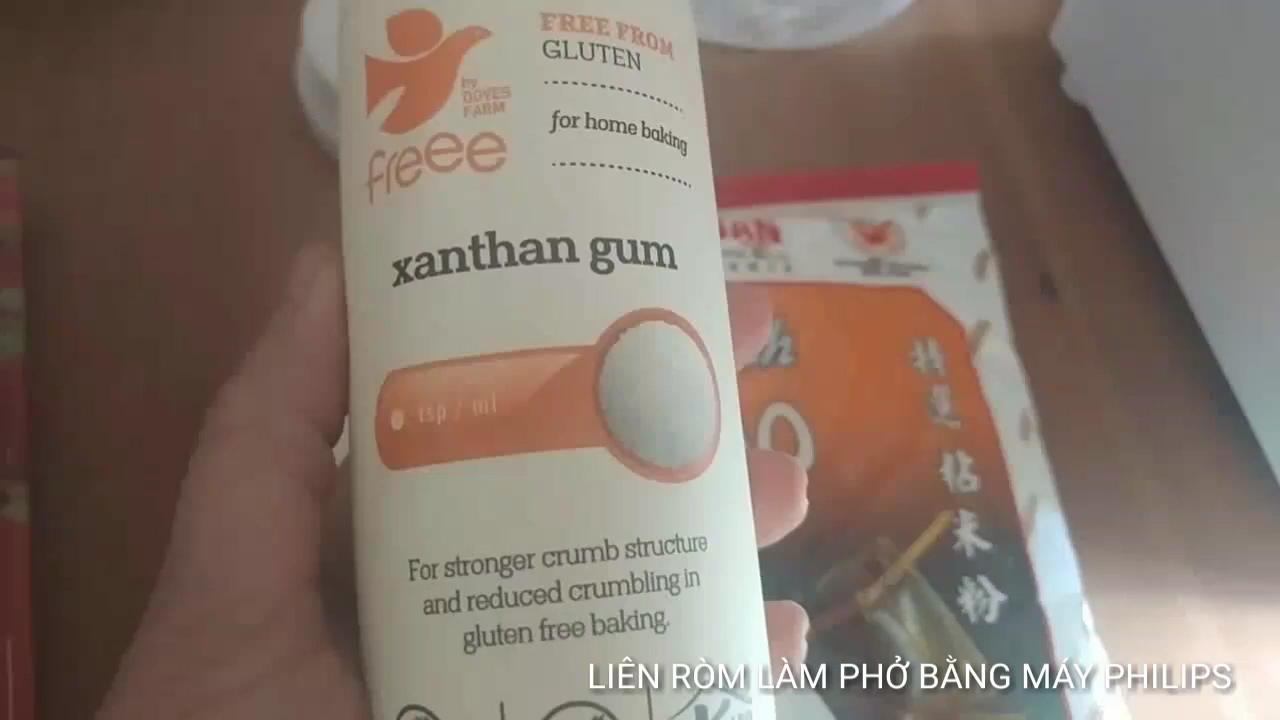 by
DOVES
FARM
freee
FREE FROM
GLUTEN
for home baking
xanthan gum
tsp / ml
For stronger crumb structure
and reduced crumbling in
gluten free baking.
特選粘米粉
LIÊN RÒM LÀM PHỞ BẰNG MÁY PHILIPS